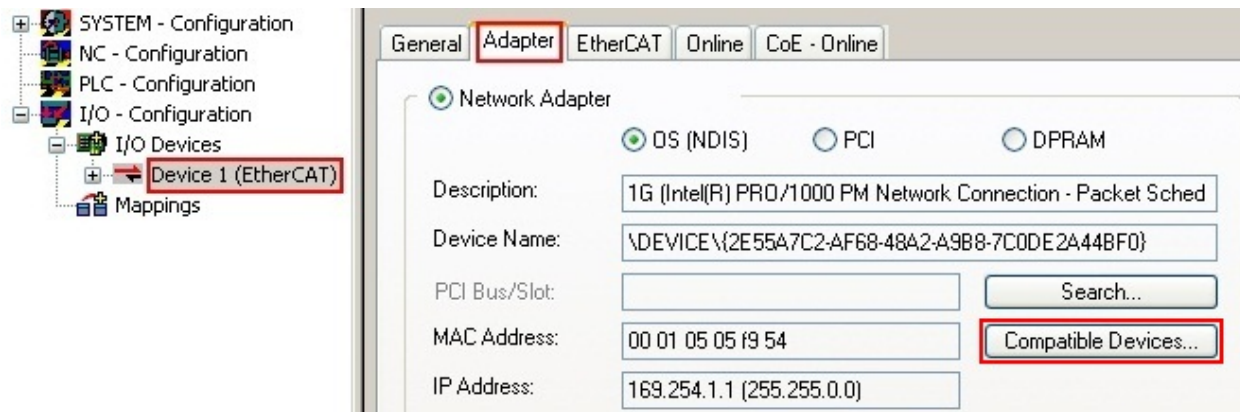 SYSTEM - Configuration
NC - Configuration
PLC - Configuration
I/O - Configuration
I/O Devices
Device 1 (EtherCAT)
Mappings
General Adapter EtherCAT Online CoE - Online
Network Adapter
OS (NDIS) PCI DPRAM
Description: 1G (Intel(R) PRO/1000 PM Network Connection - Packet Sched
Device Name: \DEVICE\{2E55A7C2-AF68-48A2-A9B8-7C0DE2A44BF0}
PCI Bus/Slot: Search...
MAC Address: 00 01 05 05 f9 54 Compatible Devices...
IP Address: 169.254.1.1 (255.255.0.0)